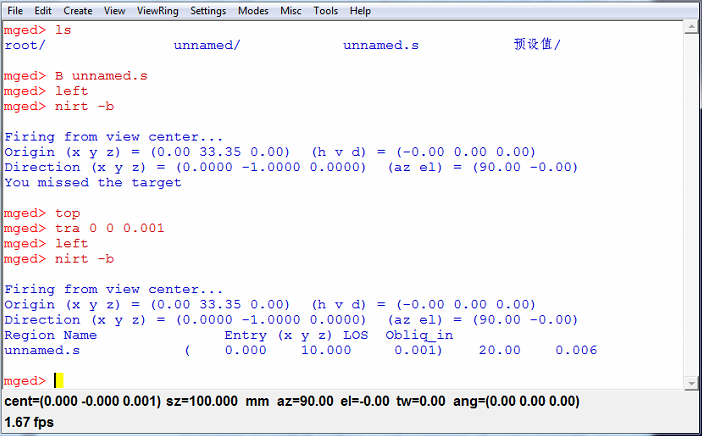 File Edit Create View ViewRing Settings Modes Misc Tools Help
mged> ls
root/ unnamed/ unnamed.s 预设值/
mged> B unnamed.s
mged> left
mged> nirt -b
Firing from view center...
Origin (x y z) = (0.00 33.35 0.00) (h v d) = (-0.00 0.00 0.00)
Direction (x y z) = (0.0000 -1.0000 0.0000) (az el) = (90.00 -0.00)
You missed the target
mged> top
mged> tra 0 0 0.001
mged> left
mged> nirt -b
Firing from view center...
Origin (x y z) = (0.00 33.35 0.00) (h v d) = (-0.00 0.00 0.00)
Direction (x y z) = (0.0000 -1.0000 0.0000) (az el) = (90.00 -0.00)
Region Name Entry (x y z) LOS Obliq_in
unnamed.s ( 0.000 10.000 0.001) 20.00 0.006
mged>
cent=(0.000 -0.000 0.001) sz=100.000 mm az=90.00 el=-0.00 tw=0.00 ang=(0.00 0.00 0.00)
1.67 fps